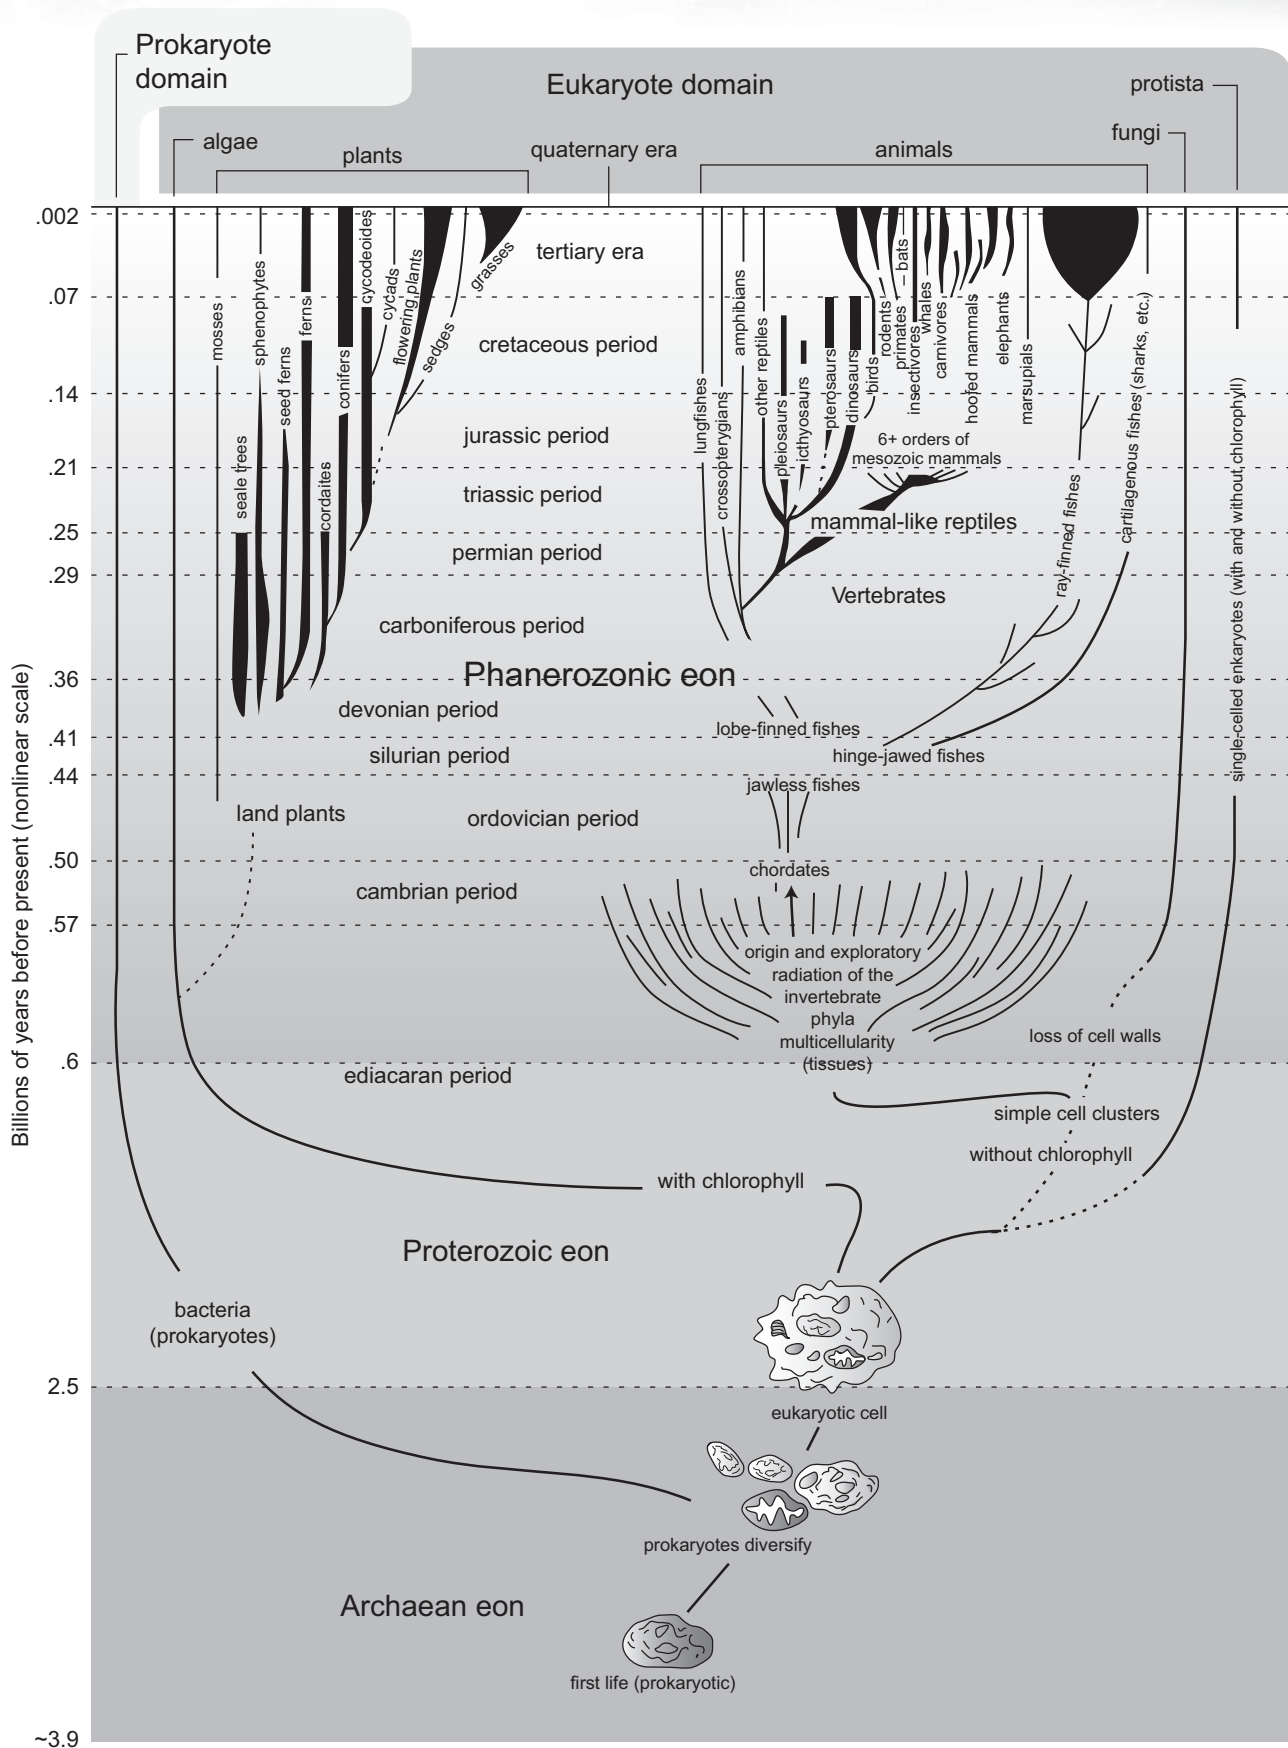 Prokaryote
domain
Eukaryote domain
protista
fungi
algae
plants
quaternary era
animals
.002
.07
.14
.21
.25
.29
.36
.41
.44
.50
.57
.6
2.5
~3.9
Billions of years before present (nonlinear scale)
tertiary era
cretaceous period
jurassic period
triassic period
permian period
carboniferous period
Phanerozonic eon
devonian period
silurian period
ordovician period
cambrian period
ediacaran period
Proterozoic eon
Archaean eon
mosses
seale trees
sphenophytes
seed ferns
ferns
cordaites
conifers
cycodeoides
cycads
flowering plants
sedges
grasses
land plants
lungfishes
crossopterygians
amphibians
other reptiles
pleiosaurs
icthyosaurs
pterosaurs
dinosaurs
birds
rodents
primates
bats
insectivores
whales
carnivores
hoofed mammals
elephants
marsupials
6+ orders of
mesozoic mammals
mammal-like reptiles
Vertebrates
ray-finned fishes
cartilagenous fishes (sharks, etc.)
single-celled enkaryotes (with and without chlorophyll)
lobe-finned fishes
hinge-jawed fishes
jawless fishes
chordates
origin and exploratory
radiation of the
invertebrate
phyla
multicellularity
(tissues)
loss of cell walls
simple cell clusters
without chlorophyll
with chlorophyll
bacteria
(prokaryotes)
eukaryotic cell
prokaryotes diversify
first life (prokaryotic)